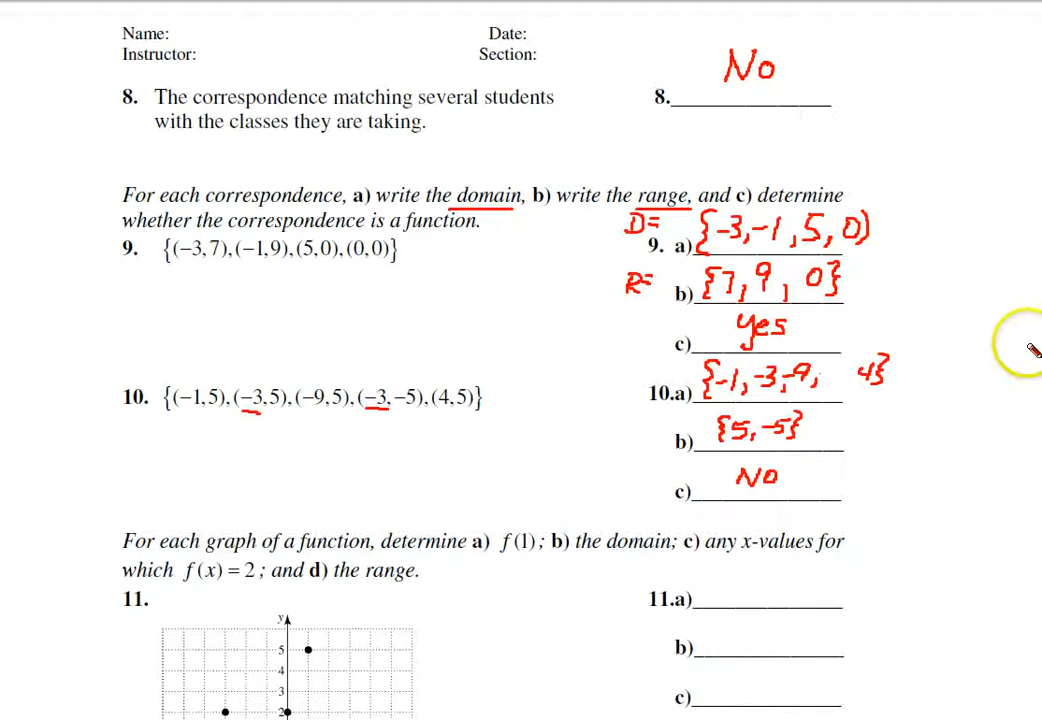 Name: Date:
Instructor: Section:
No
8. The correspondence matching several students 8.
with the classes they are taking.
For each correspondence, a) write the domain, b) write the range, and c) determine
whether the correspondence is a function.
D= {-3,-1,5,0)
9. {(−3,7),(−1,9),(5,0),(0,0)} 9. a)
R= b) {7,9,0}
c) yes
10. {(−1,5),(−3,5),(−9,5),(−3,−5),(4,5)} 10.a) {-1,-3,-9, 4}
b) {5,-5}
c) NO
For each graph of a function, determine a) f(1); b) the domain; c) any x-values for
which f(x) = 2; and d) the range.
11. 11.a)
y
5 b)
4
3
2 c)